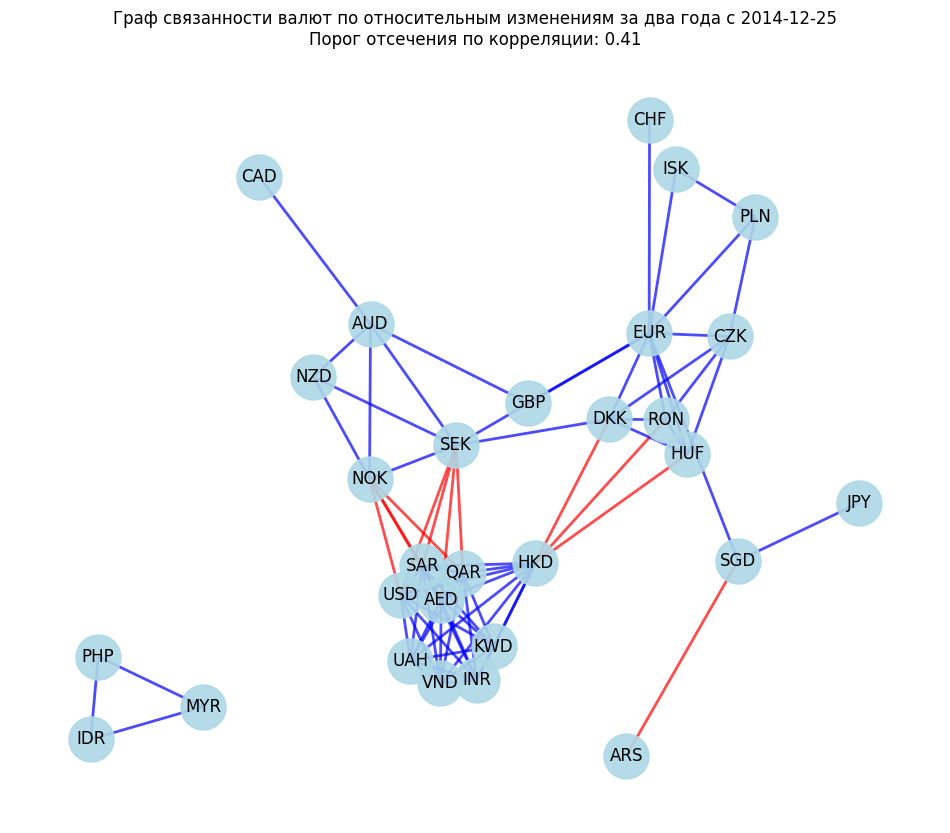 Граф связанности валют по относительным изменениям за два года с 2014-12-25
Порог отсечения по корреляции: 0.41
CHF
ISK
CAD
PLN
AUD
EUR
CZK
NZD
GBP
DKK
RON
SEK
HUF
NOK
JPY
SGD
SAR
QAR
HKD
USD
AED
KWD
UAH
VND
INR
PHP
MYR
IDR
ARS